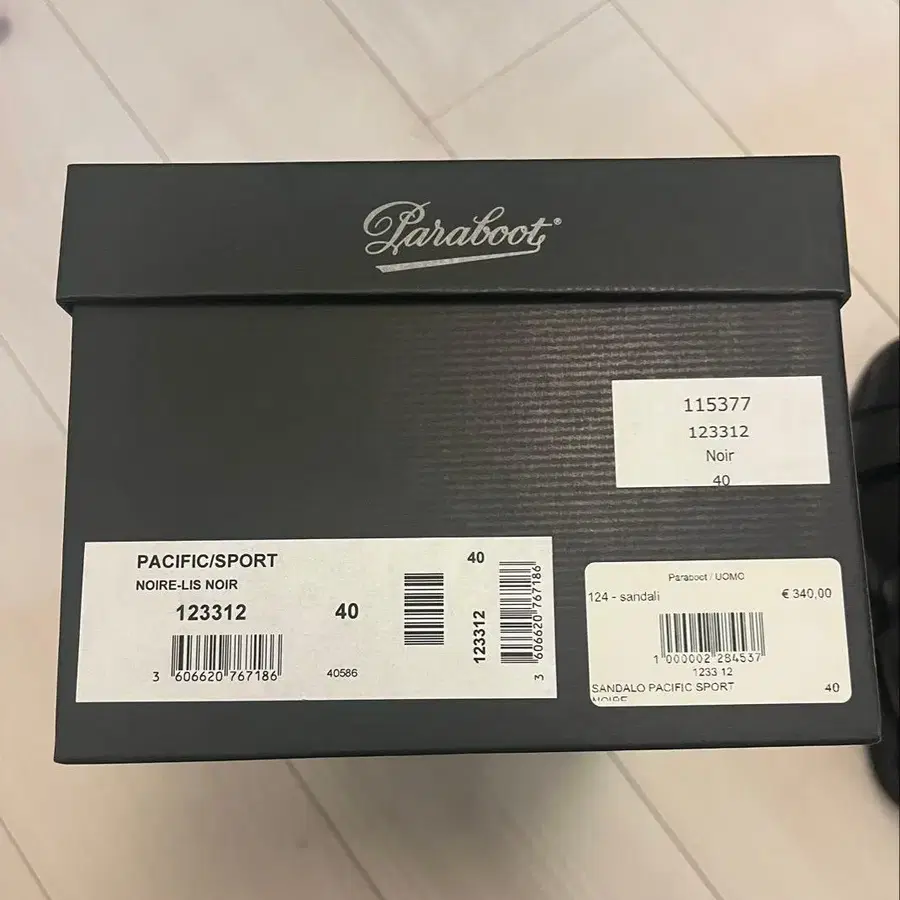 Paraboot®
115377
123312
Noir
40
PACIFIC/SPORT 40
NOIRE-LIS NOIR
123312 40
3 606620 767186 40586
123312
3 606620 767186
Paraboot / UOMO
124 - sandali € 340,00
1 000002 284537
1233 12
SANDALO PACIFIC SPORT 40
NOIRE